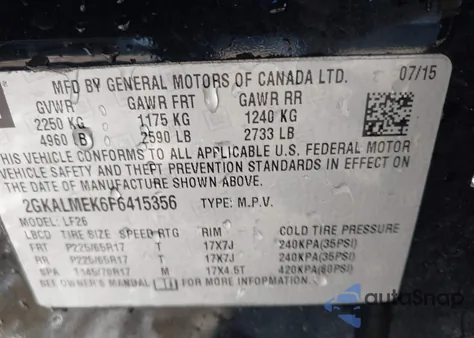 MFD BY GENERAL MOTORS OF CANADA LTD. 07/15
GVWR GAWR FRT GAWR RR
2250 KG 1175 KG 1240 KG
4960 B 2590 LB 2733 LB
THIS VEHICLE CONFORMS TO ALL APPLICABLE U.S. FEDERAL MOTOR
VEHICLE SAFETY AND THEFT PREVENTION STANDARDS IN EFFECT ON
THE DATE OF MANUFACTURE SHOWN ABOVE.
2GKALMEK6F6415356 TYPE: M.P.V.
MODEL: LF26
LBCQ TIRE SIZE SPEED RTG RIM COLD TIRE PRESSURE
FRT P225/65R17 T 17X7J 240KPA(35PSI)
RR P225/65R17 T 17X7J 240KPA(35PSI)
SPA T145/70R17 M 17X4.5T 420KPA(60PSI)
SEE OWNER'S MANUAL FOR MORE INFORMATION.
autoSnap